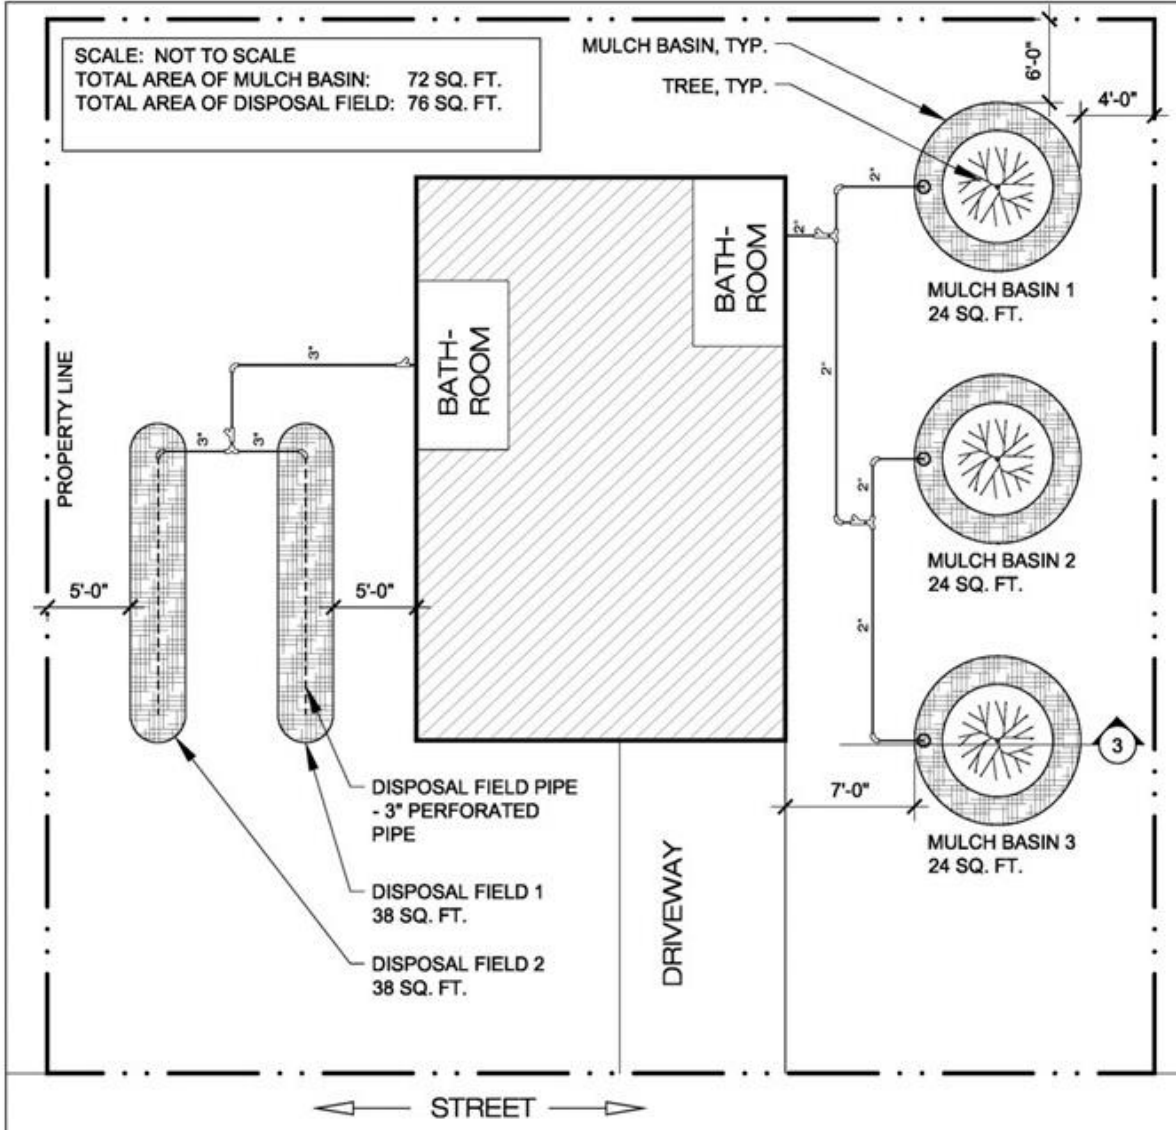 SCALE: NOT TO SCALE
TOTAL AREA OF MULCH BASIN: 72 SQ. FT.
TOTAL AREA OF DISPOSAL FIELD: 76 SQ. FT.
MULCH BASIN, TYP.
TREE, TYP.
6'-0"
4'-0"
2"
2"
BATH-
ROOM
MULCH BASIN 1
24 SQ. FT.
3"
2"
BATH-
ROOM
PROPERTY LINE
3"
3"
2"
MULCH BASIN 2
24 SQ. FT.
5'-0"
5'-0"
2"
3
7'-0"
DISPOSAL FIELD PIPE
- 3" PERFORATED
PIPE
MULCH BASIN 3
24 SQ. FT.
DISPOSAL FIELD 1
38 SQ. FT.
DRIVEWAY
DISPOSAL FIELD 2
38 SQ. FT.
STREET